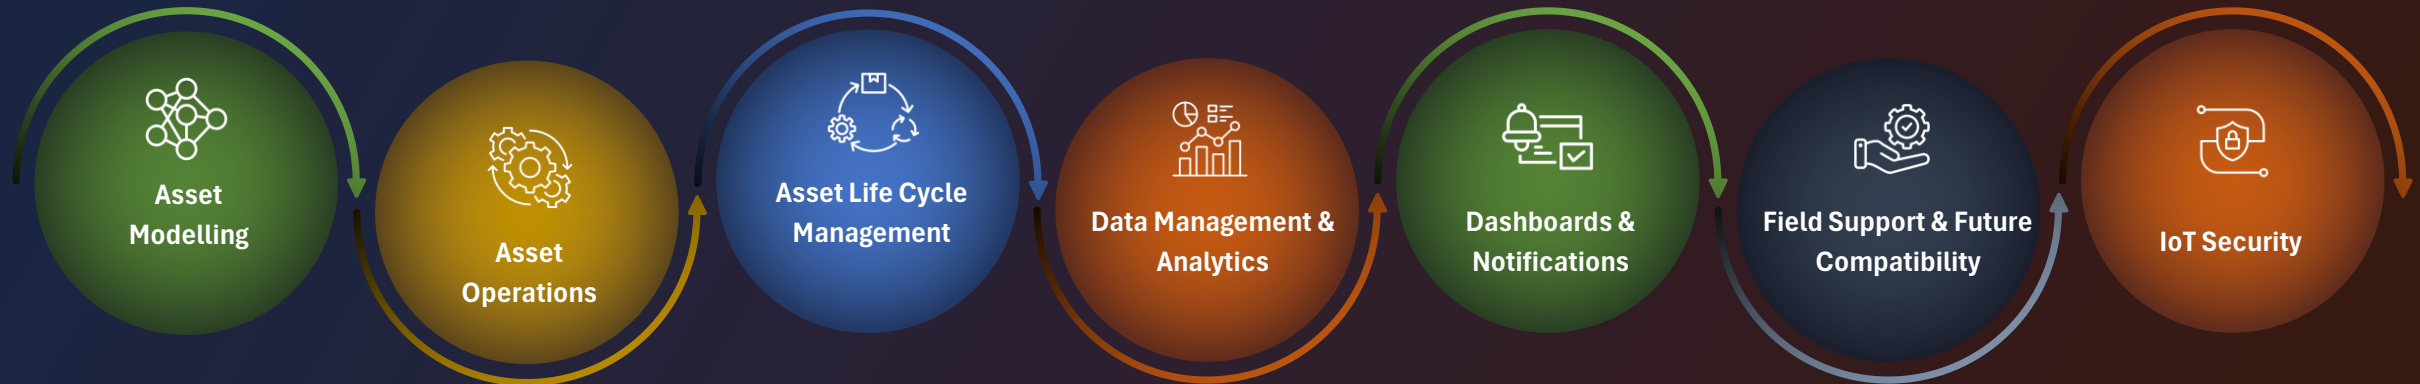 Asset
Modelling
Asset
Operations
Asset Life Cycle
Management
Data Management &
Analytics
Dashboards &
Notifications
Field Support & Future
Compatibility
IoT Security